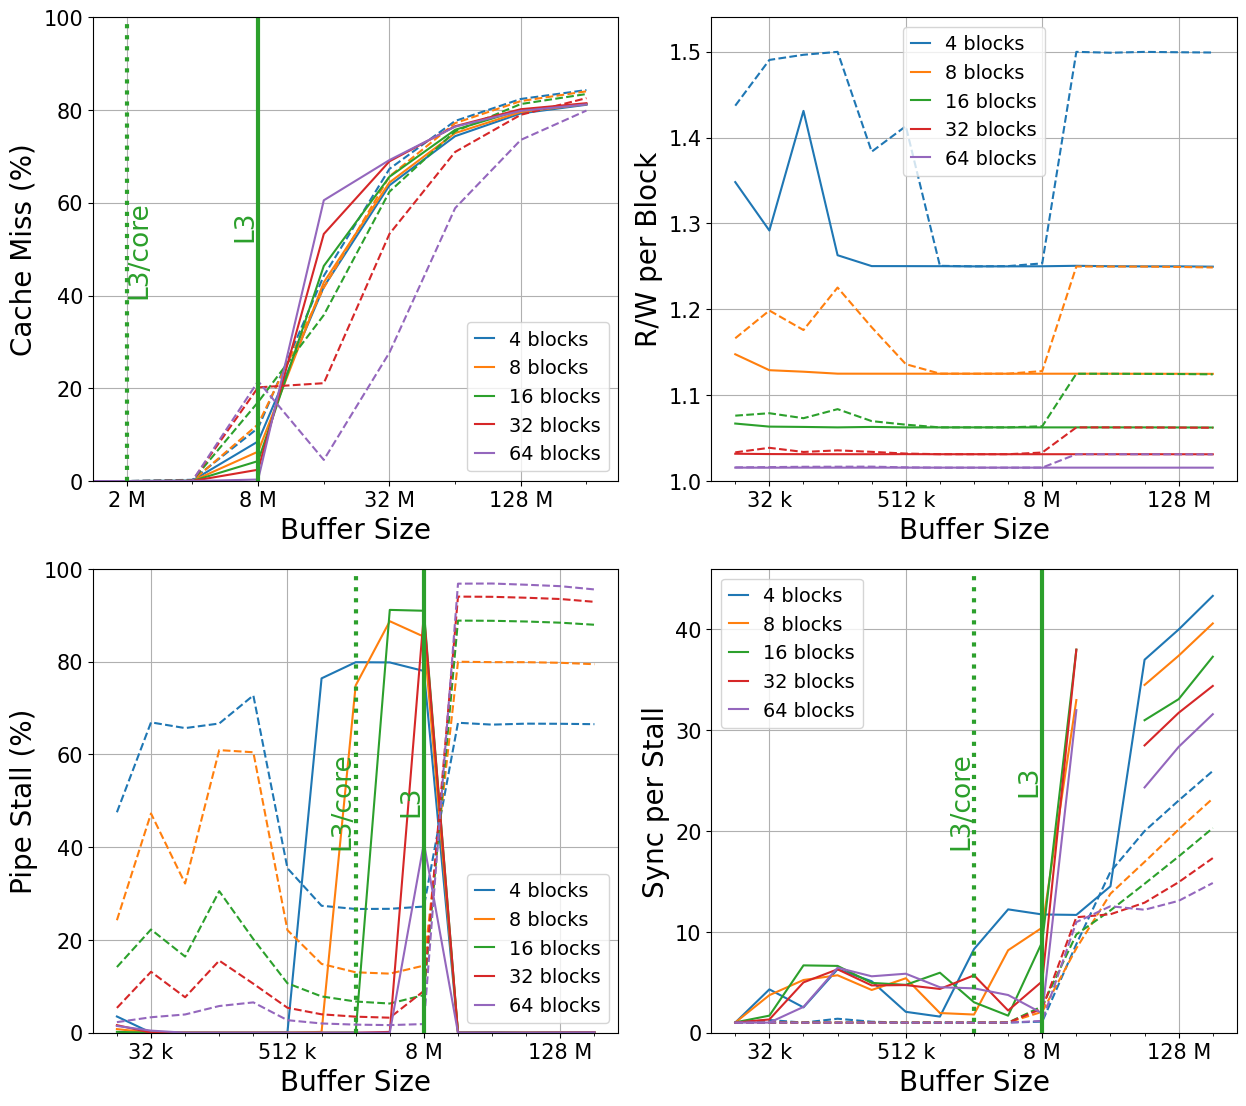 Cache Miss (%)
100
80
60
40
20
0
L3/core
L3
4 blocks
8 blocks
16 blocks
32 blocks
64 blocks
2 M
8 M
32 M
128 M
Buffer Size
R/W per Block
1.5
1.4
1.3
1.2
1.1
1.0
4 blocks
8 blocks
16 blocks
32 blocks
64 blocks
32 k
512 k
8 M
128 M
Buffer Size
Pipe Stall (%)
100
80
60
40
20
0
L3/core
L3
4 blocks
8 blocks
16 blocks
32 blocks
64 blocks
32 k
512 k
8 M
128 M
Buffer Size
Sync per Stall
40
30
20
10
0
4 blocks
8 blocks
16 blocks
32 blocks
64 blocks
L3/core
L3
32 k
512 k
8 M
128 M
Buffer Size